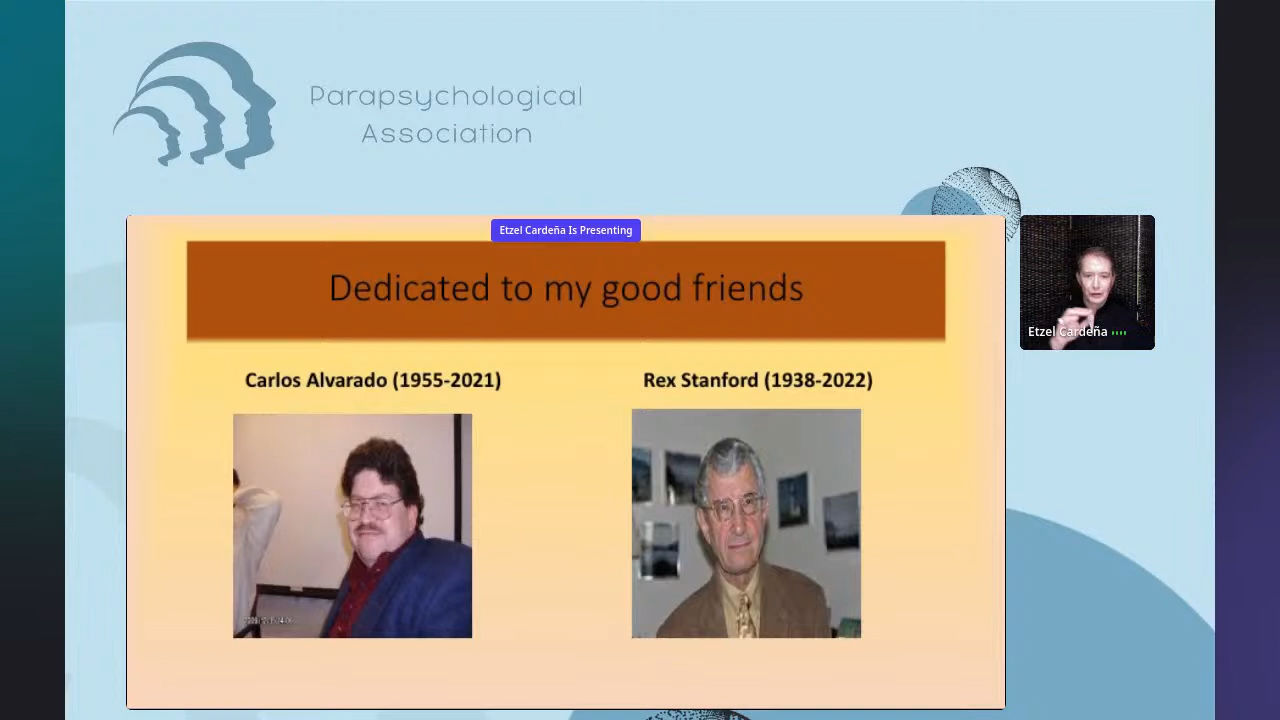 Parapsychological
Association
Etzel Cardeña Is Presenting
Dedicated to my good friends
Etzel Cardeña
Carlos Alvarado (1955-2021)
Rex Stanford (1938-2022)